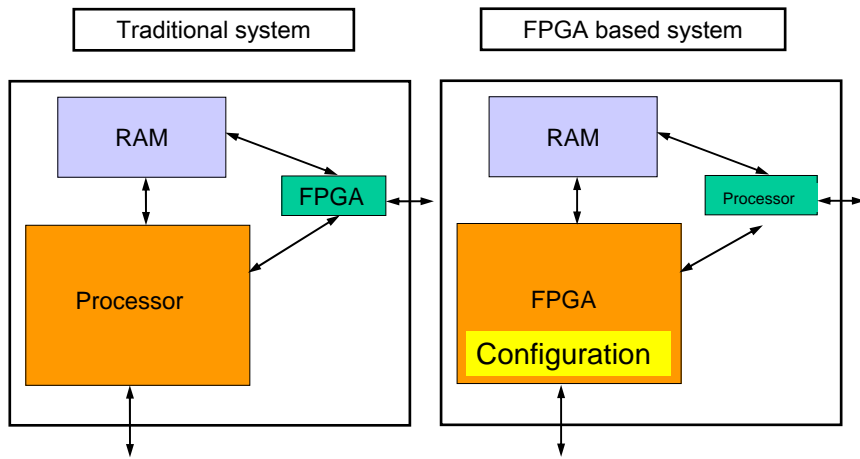 Traditional system
FPGA based system
RAM
FPGA
Processor
RAM
Processor
FPGA
Configuration